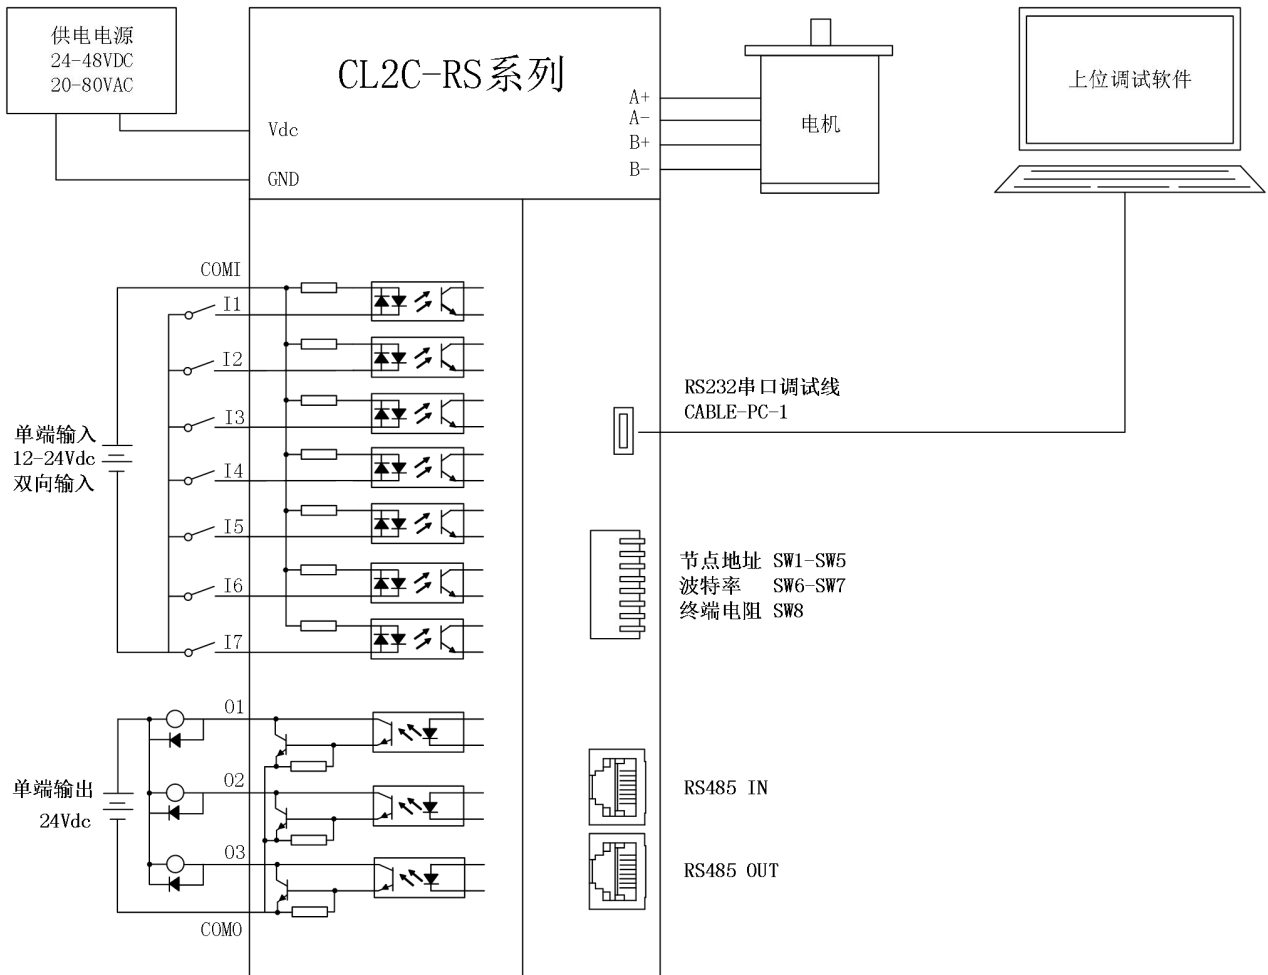 供电电源
24-48VDC
20-80VAC
CL2C-RS系列
Vdc
GND
A+
A-
B+
B-
电机
上位调试软件
COMI
I1
I2
I3
I4
I5
I6
I7
单端输入
12-24Vdc
双向输入
RS232串口调试线
CABLE-PC-1
节点地址 SW1-SW5
波特率 SW6-SW7
终端电阻 SW8
O1
O2
O3
COMO
单端输出
24Vdc
RS485 IN
RS485 OUT